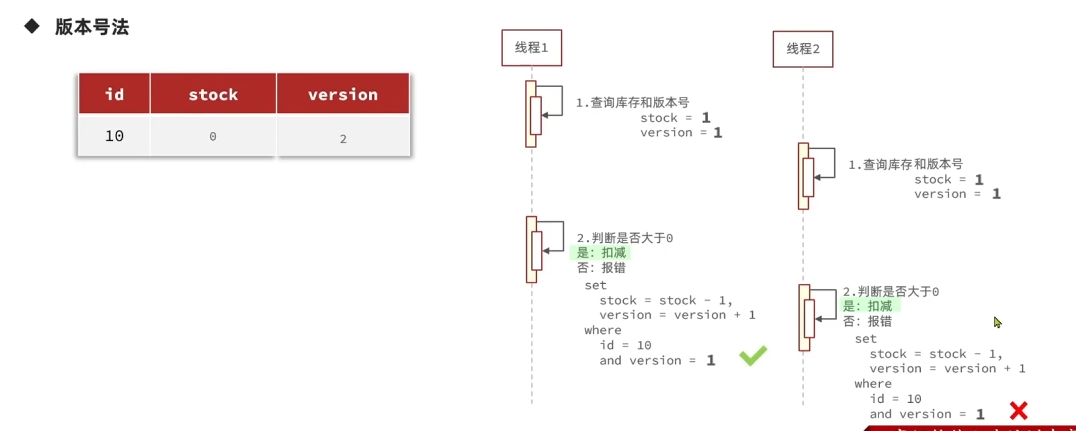 ◆ 版本号法
id stock version
10 0 2
线程1
1.查询库存和版本号
stock = 1
version = 1
2.判断是否大于0
是: 扣减
否: 报错
set
stock = stock - 1,
version = version + 1
where
id = 10
and version = 1
线程2
1.查询库存和版本号
stock = 1
version = 1
2.判断是否大于0
是: 扣减
否: 报错
set
stock = stock - 1,
version = version + 1
where
id = 10
and version = 1